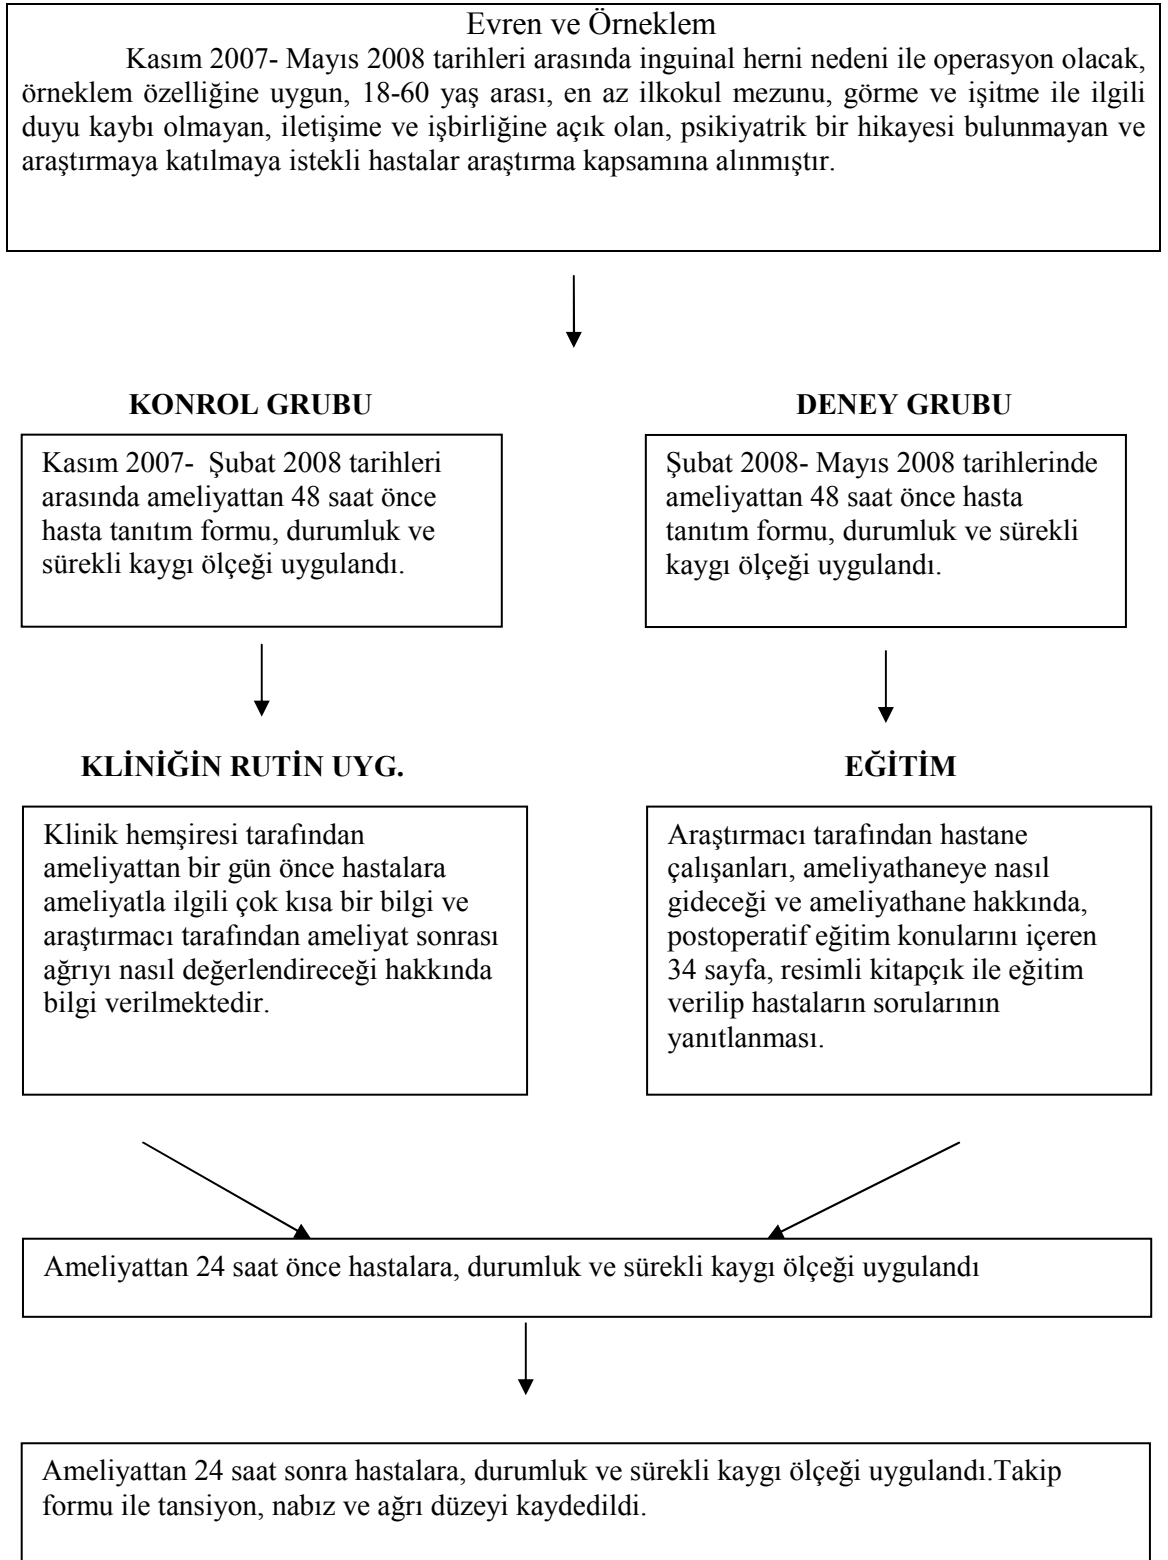 Evren ve Örneklem
Kasım 2007- Mayıs 2008 tarihleri arasında inguinal herni nedeni ile operasyon olacak,
örneklem özelliğine uygun, 18-60 yaş arası, en az ilkokul mezunu, görme ve işitme ile ilgili
duyu kaybı olmayan, iletişime ve işbirliğine açık olan, psikiyatrik bir hikayesi bulunmayan ve
araştırmaya katılmaya istekli hastalar araştırma kapsamına alınmıştır.
KONROL GRUBU
Kasım 2007- Şubat 2008 tarihleri
arasında ameliyattan 48 saat önce
hasta tanıtım formu, durumluk ve
sürekli kaygı ölçeği uygulandı.
DENEY GRUBU
Şubat 2008- Mayıs 2008 tarihlerinde
ameliyattan 48 saat önce hasta
tanıtım formu, durumluk ve sürekli
kaygı ölçeği uygulandı.
KLİNİĞİN RUTİN UYG.
Klinik hemşiresi tarafından
ameliyattan bir gün önce hastalara
ameliyatla ilgili çok kısa bir bilgi ve
araştırmacı tarafından ameliyat sonrası
ağrıyı nasıl değerlendireceği hakkında
bilgi verilmektedir.
EĞİTİM
Araştırmacı tarafından hastane
çalışanları, ameliyathaneye nasıl
gideceği ve ameliyathane hakkında,
postoperatif eğitim konularını içeren
34 sayfa, resimli kitapçık ile eğitim
verilip hastaların sorularının
yanıtlanması.
Ameliyattan 24 saat önce hastalara, durumluk ve sürekli kaygı ölçeği uygulandı
Ameliyattan 24 saat sonra hastalara, durumluk ve sürekli kaygı ölçeği uygulandı.Takip
formu ile tansiyon, nabız ve ağrı düzeyi kaydedildi.